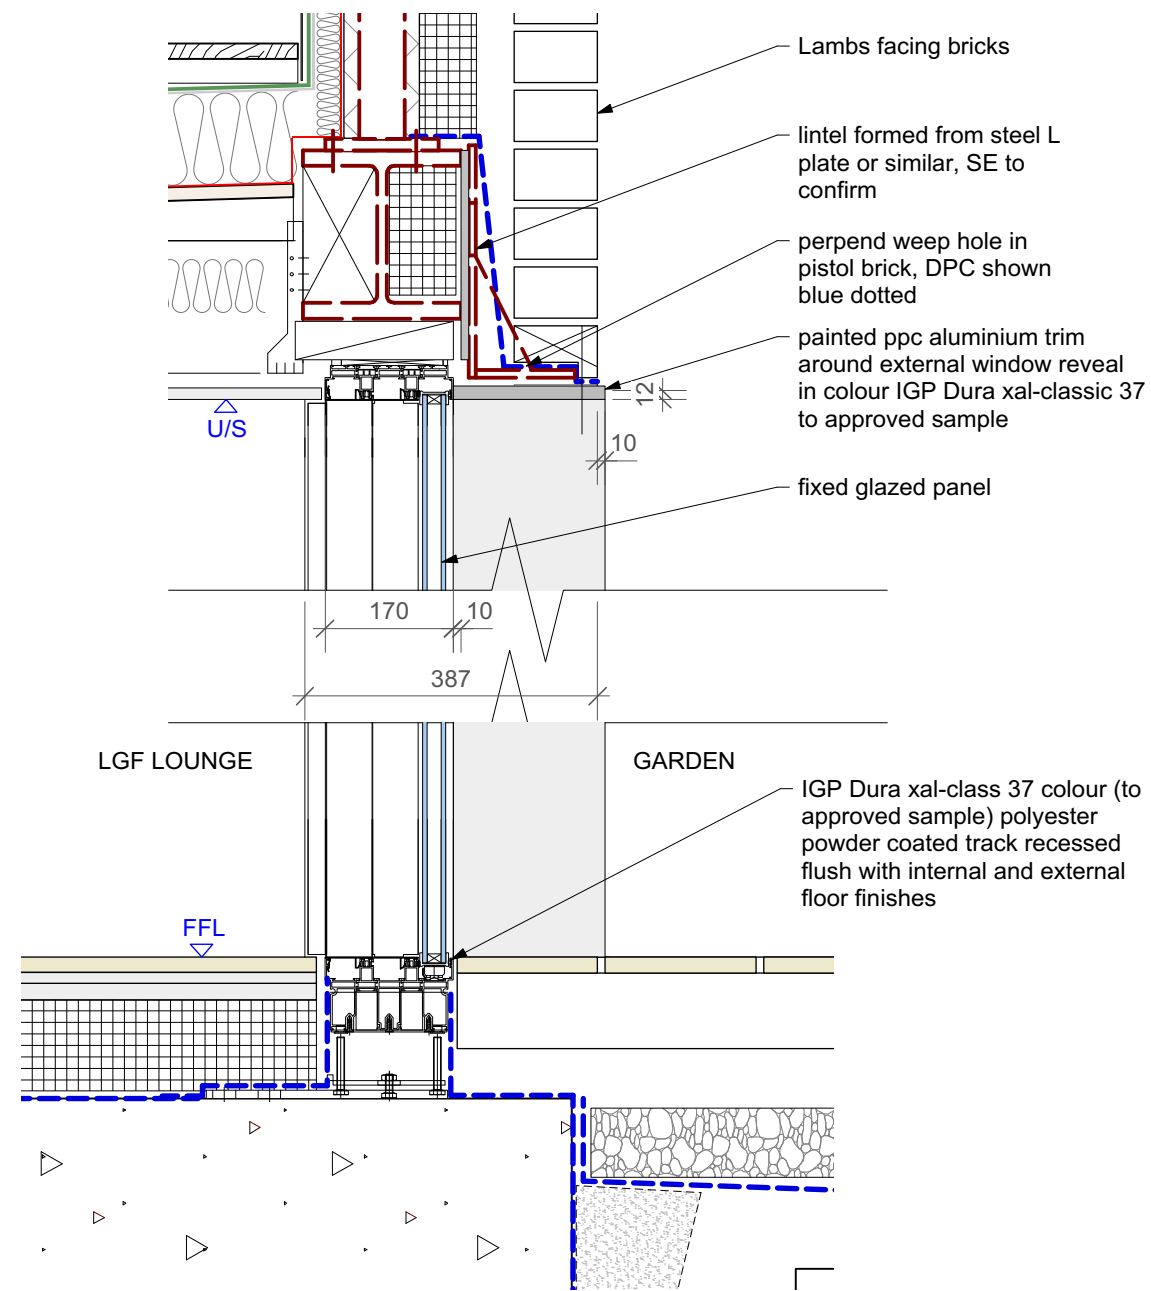 Lambs facing bricks
lintel formed from steel L
plate or similar, SE to
confirm
perpend weep hole in
pistol brick, DPC shown
blue dotted
painted ppc aluminium trim
around external window reveal
in colour IGP Dura xal-classic 37
to approved sample
12
U/S
10
fixed glazed panel
170
10
387
LGF LOUNGE
GARDEN
IGP Dura xal-class 37 colour (to
approved sample) polyester
powder coated track recessed
flush with internal and external
floor finishes
FFL